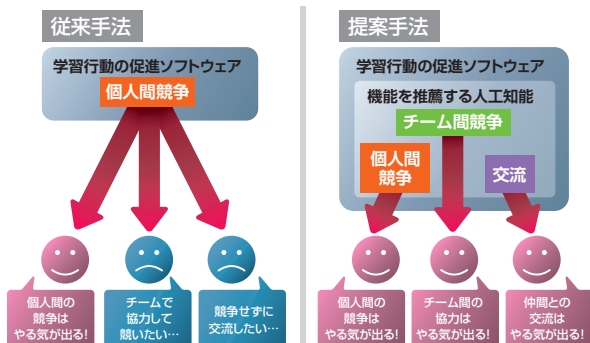 従来手法
学習行動の促進ソフトウェア
個人間競争
個人間の
競争は
やる気が出る!
チームで
協力して
競いたい…
競争せずに
交流したい…
提案手法
学習行動の促進ソフトウェア
機能を推薦する人工知能
チーム間競争
個人間
競争
交流
個人間の
競争は
やる気が出る!
チーム間の
協力は
やる気が出る!
仲間との
交流は
やる気が出る!